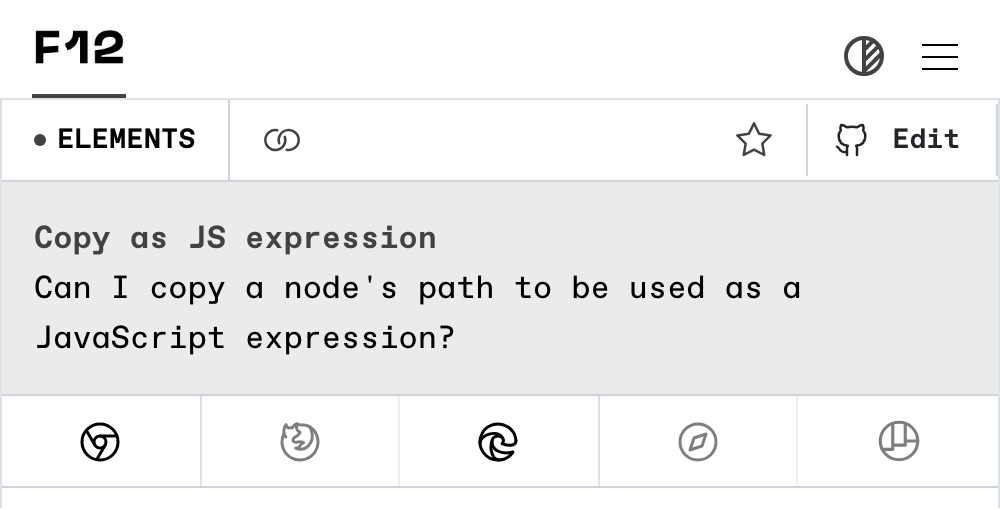 F12
ELEMENTS
Edit
Copy as JS expression
Can I copy a node's path to be used as a
JavaScript expression?